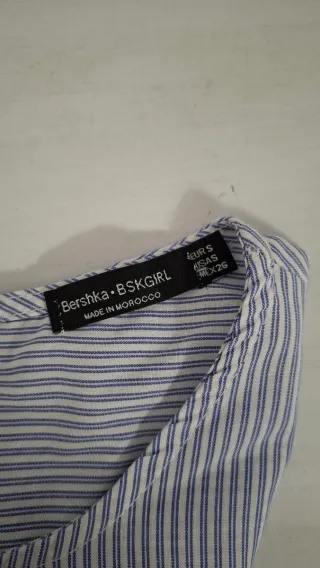 Bershka • BSKGIRL
MADE IN MOROCCO
EUR S
USA S
MEX 26